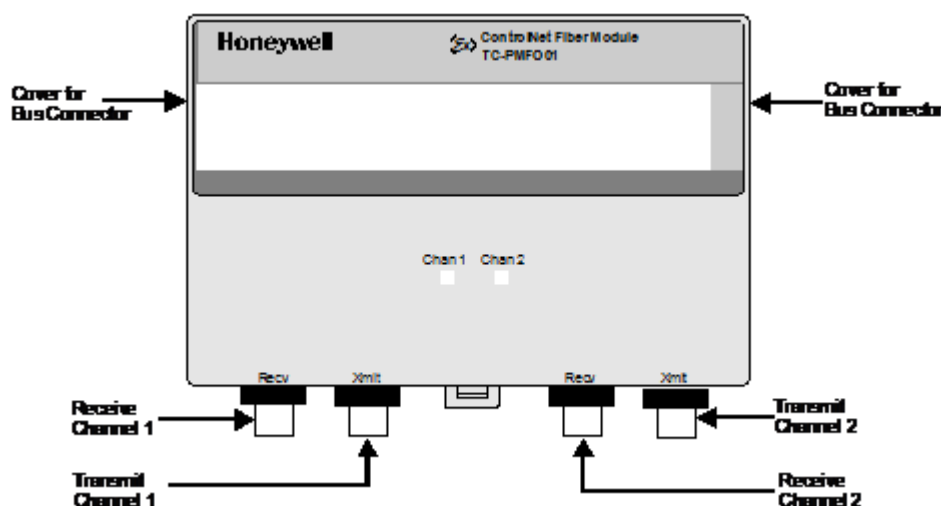 Honeywell
ControlNet Fiber Module
TC-PMFO01
Cover for
Bus Connector
Cover for
Bus Connector
Chan 1 Chan 2
Recv Xmit Recv Xmit
Receive
Channel 1
Transmit
Channel 2
Transmit
Channel 1
Receive
Channel 2